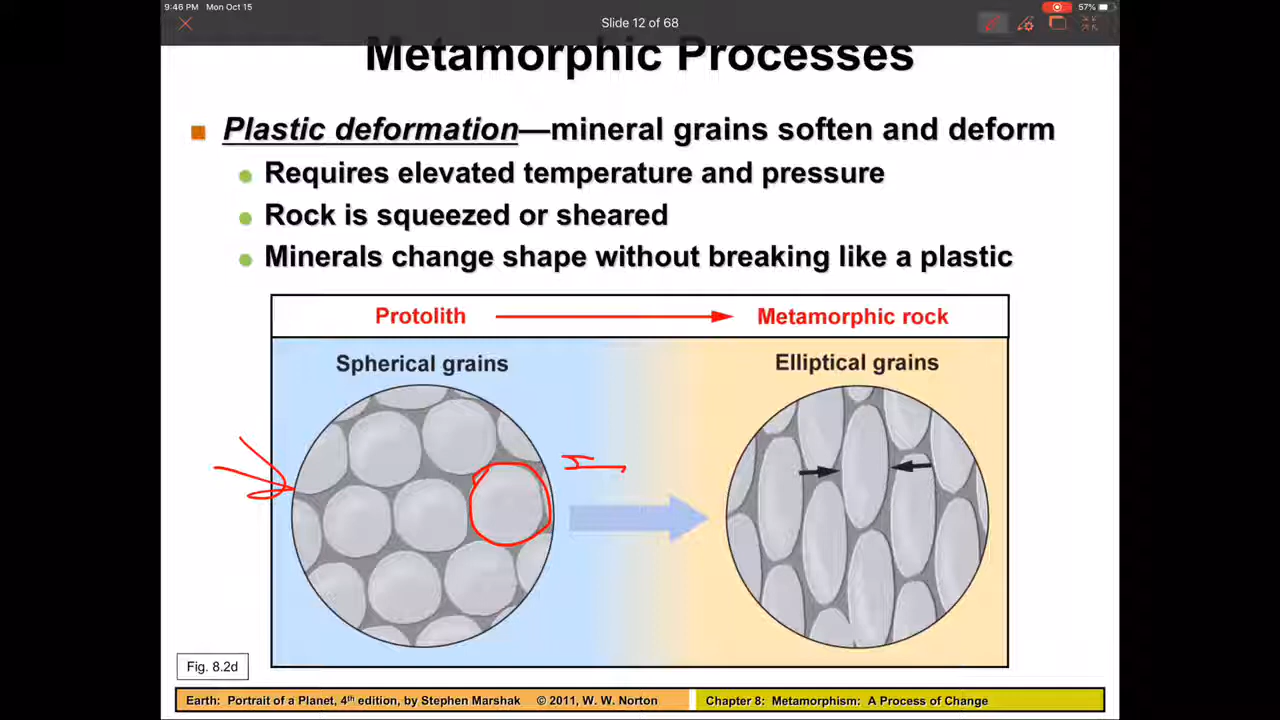 9:46 PM Mon Oct 15
57%
Slide 12 of 68
Metamorphic Processes
Plastic deformation—mineral grains soften and deform
Requires elevated temperature and pressure
Rock is squeezed or sheared
Minerals change shape without breaking like a plastic
Protolith
Metamorphic rock
Spherical grains
Elliptical grains
Fig. 8.2d
Earth: Portrait of a Planet, 4th edition, by Stephen Marshak © 2011, W. W. Norton
Chapter 8: Metamorphism: A Process of Change